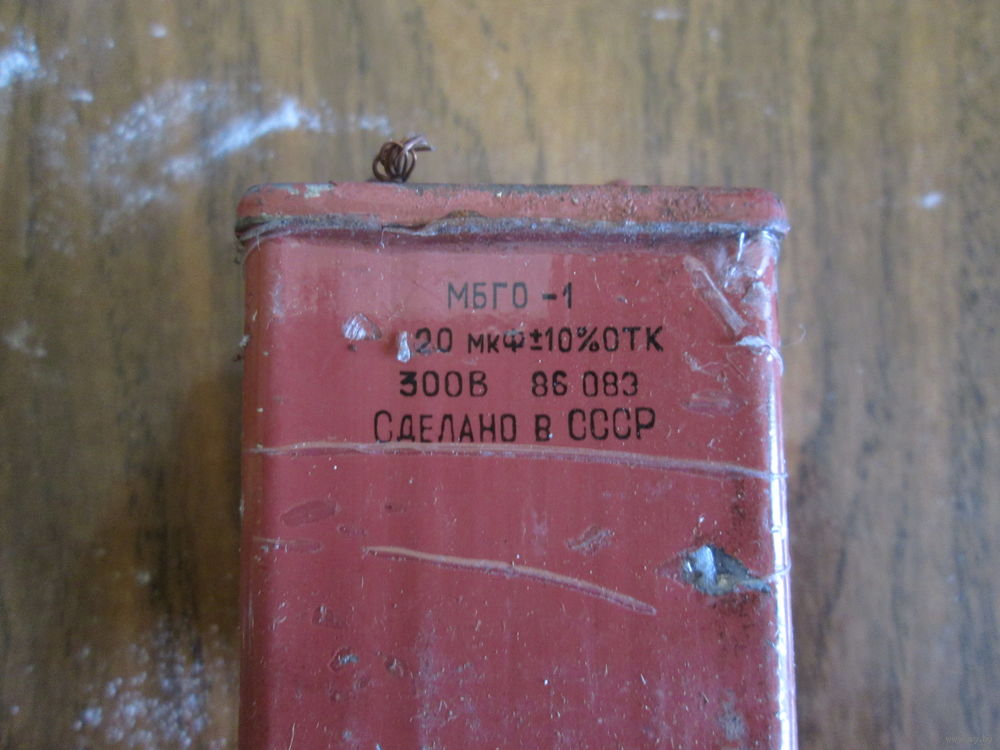 МБГО-1
20 мкФ±10%ОТК
300В 86 083
СДЕЛАНО В СССР